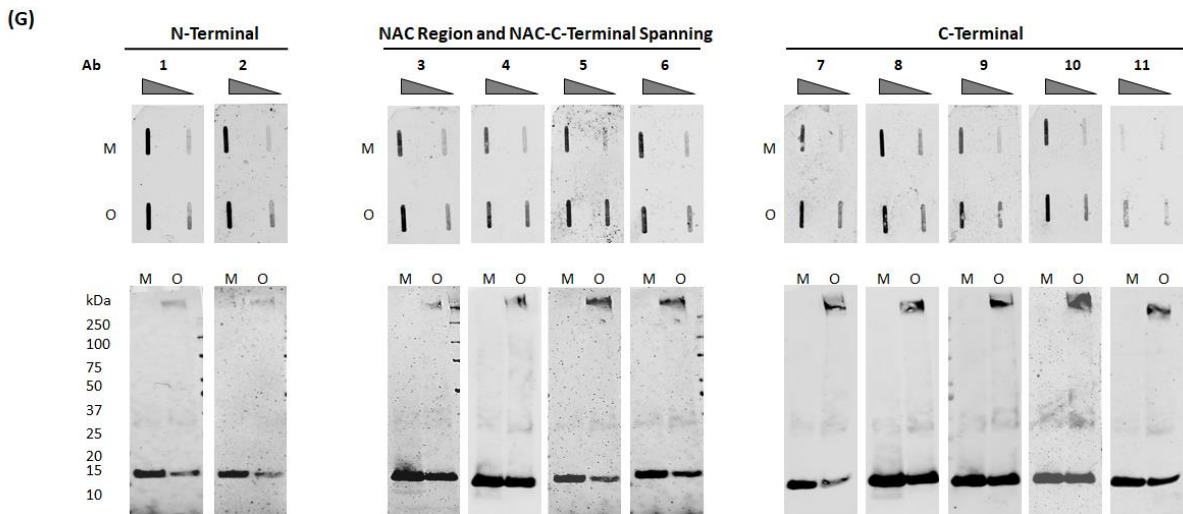 (G)
N-Terminal NAC Region and NAC-C-Terminal Spanning C-Terminal
Ab 1 2 3 4 5 6 7 8 9 10 11
M M M
O O O
M O M O M O M O M O M O M O M O M O M O M O
kDa
250
100
75
50
37
25
20
15
10